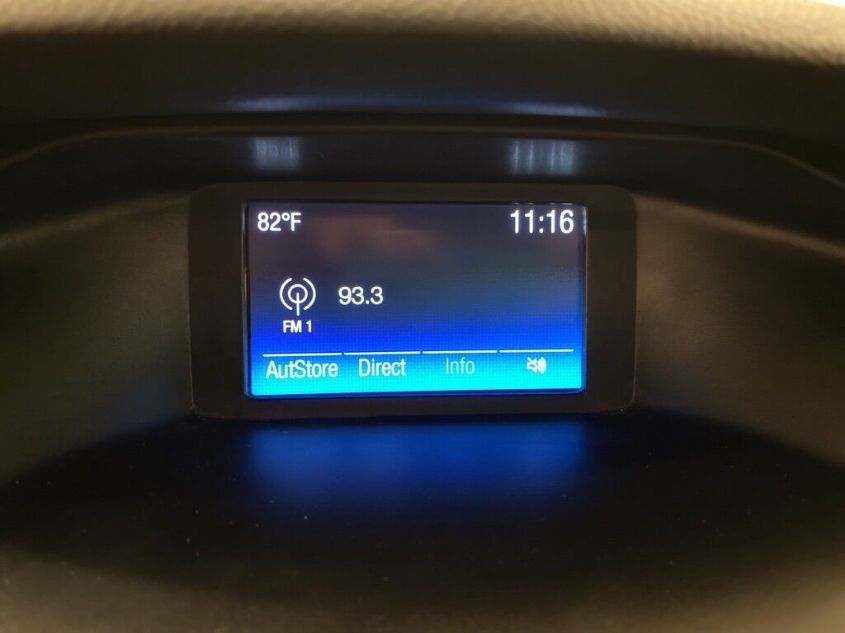 82°F 11:16
93.3
FM 1
AutStore Direct Info